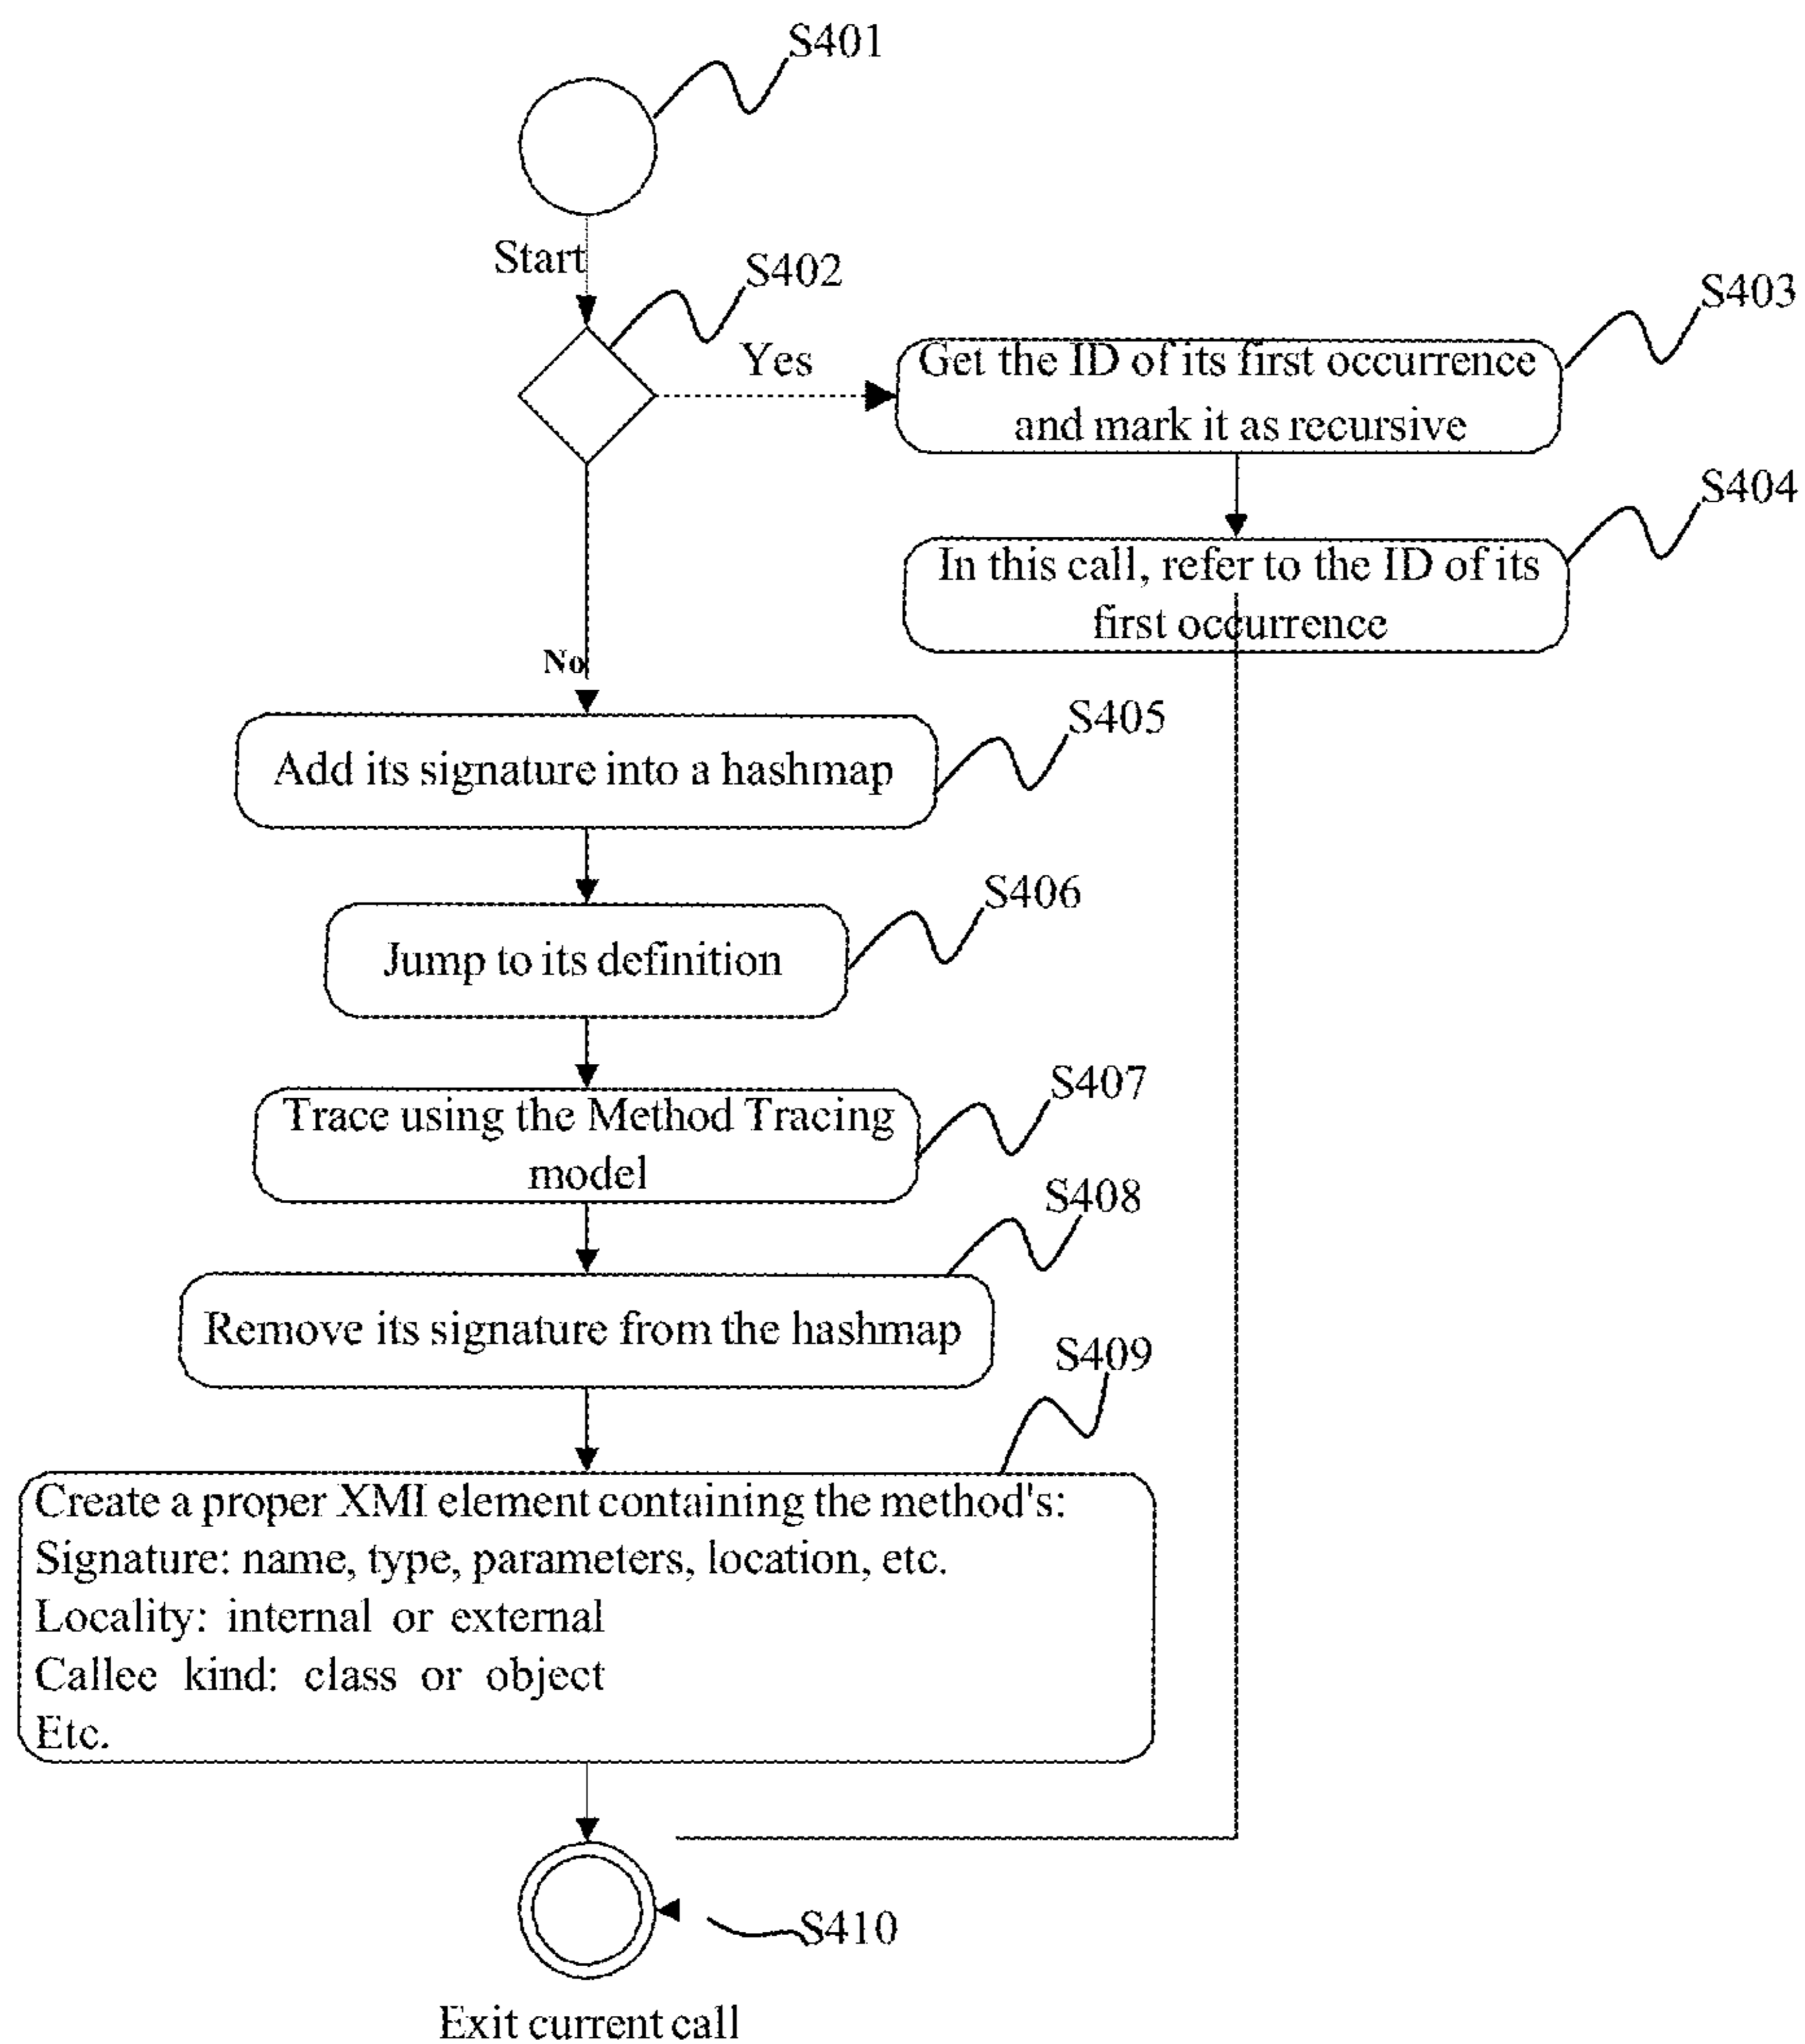 S401
Start
S402
Yes
Get the ID of its first occurrence
and mark it as recursive
S403
In this call, refer to the ID of its
first occurrence
S404
No
Add its signature into a hashmap
S405
Jump to its definition
S406
Trace using the Method Tracing
model
S407
Remove its signature from the hashmap
S408
Create a proper XMI element containing the method's:
Signature: name, type, parameters, location, etc.
Locality: internal or external
Callee kind: class or object
Etc.
S409
S410
Exit current call